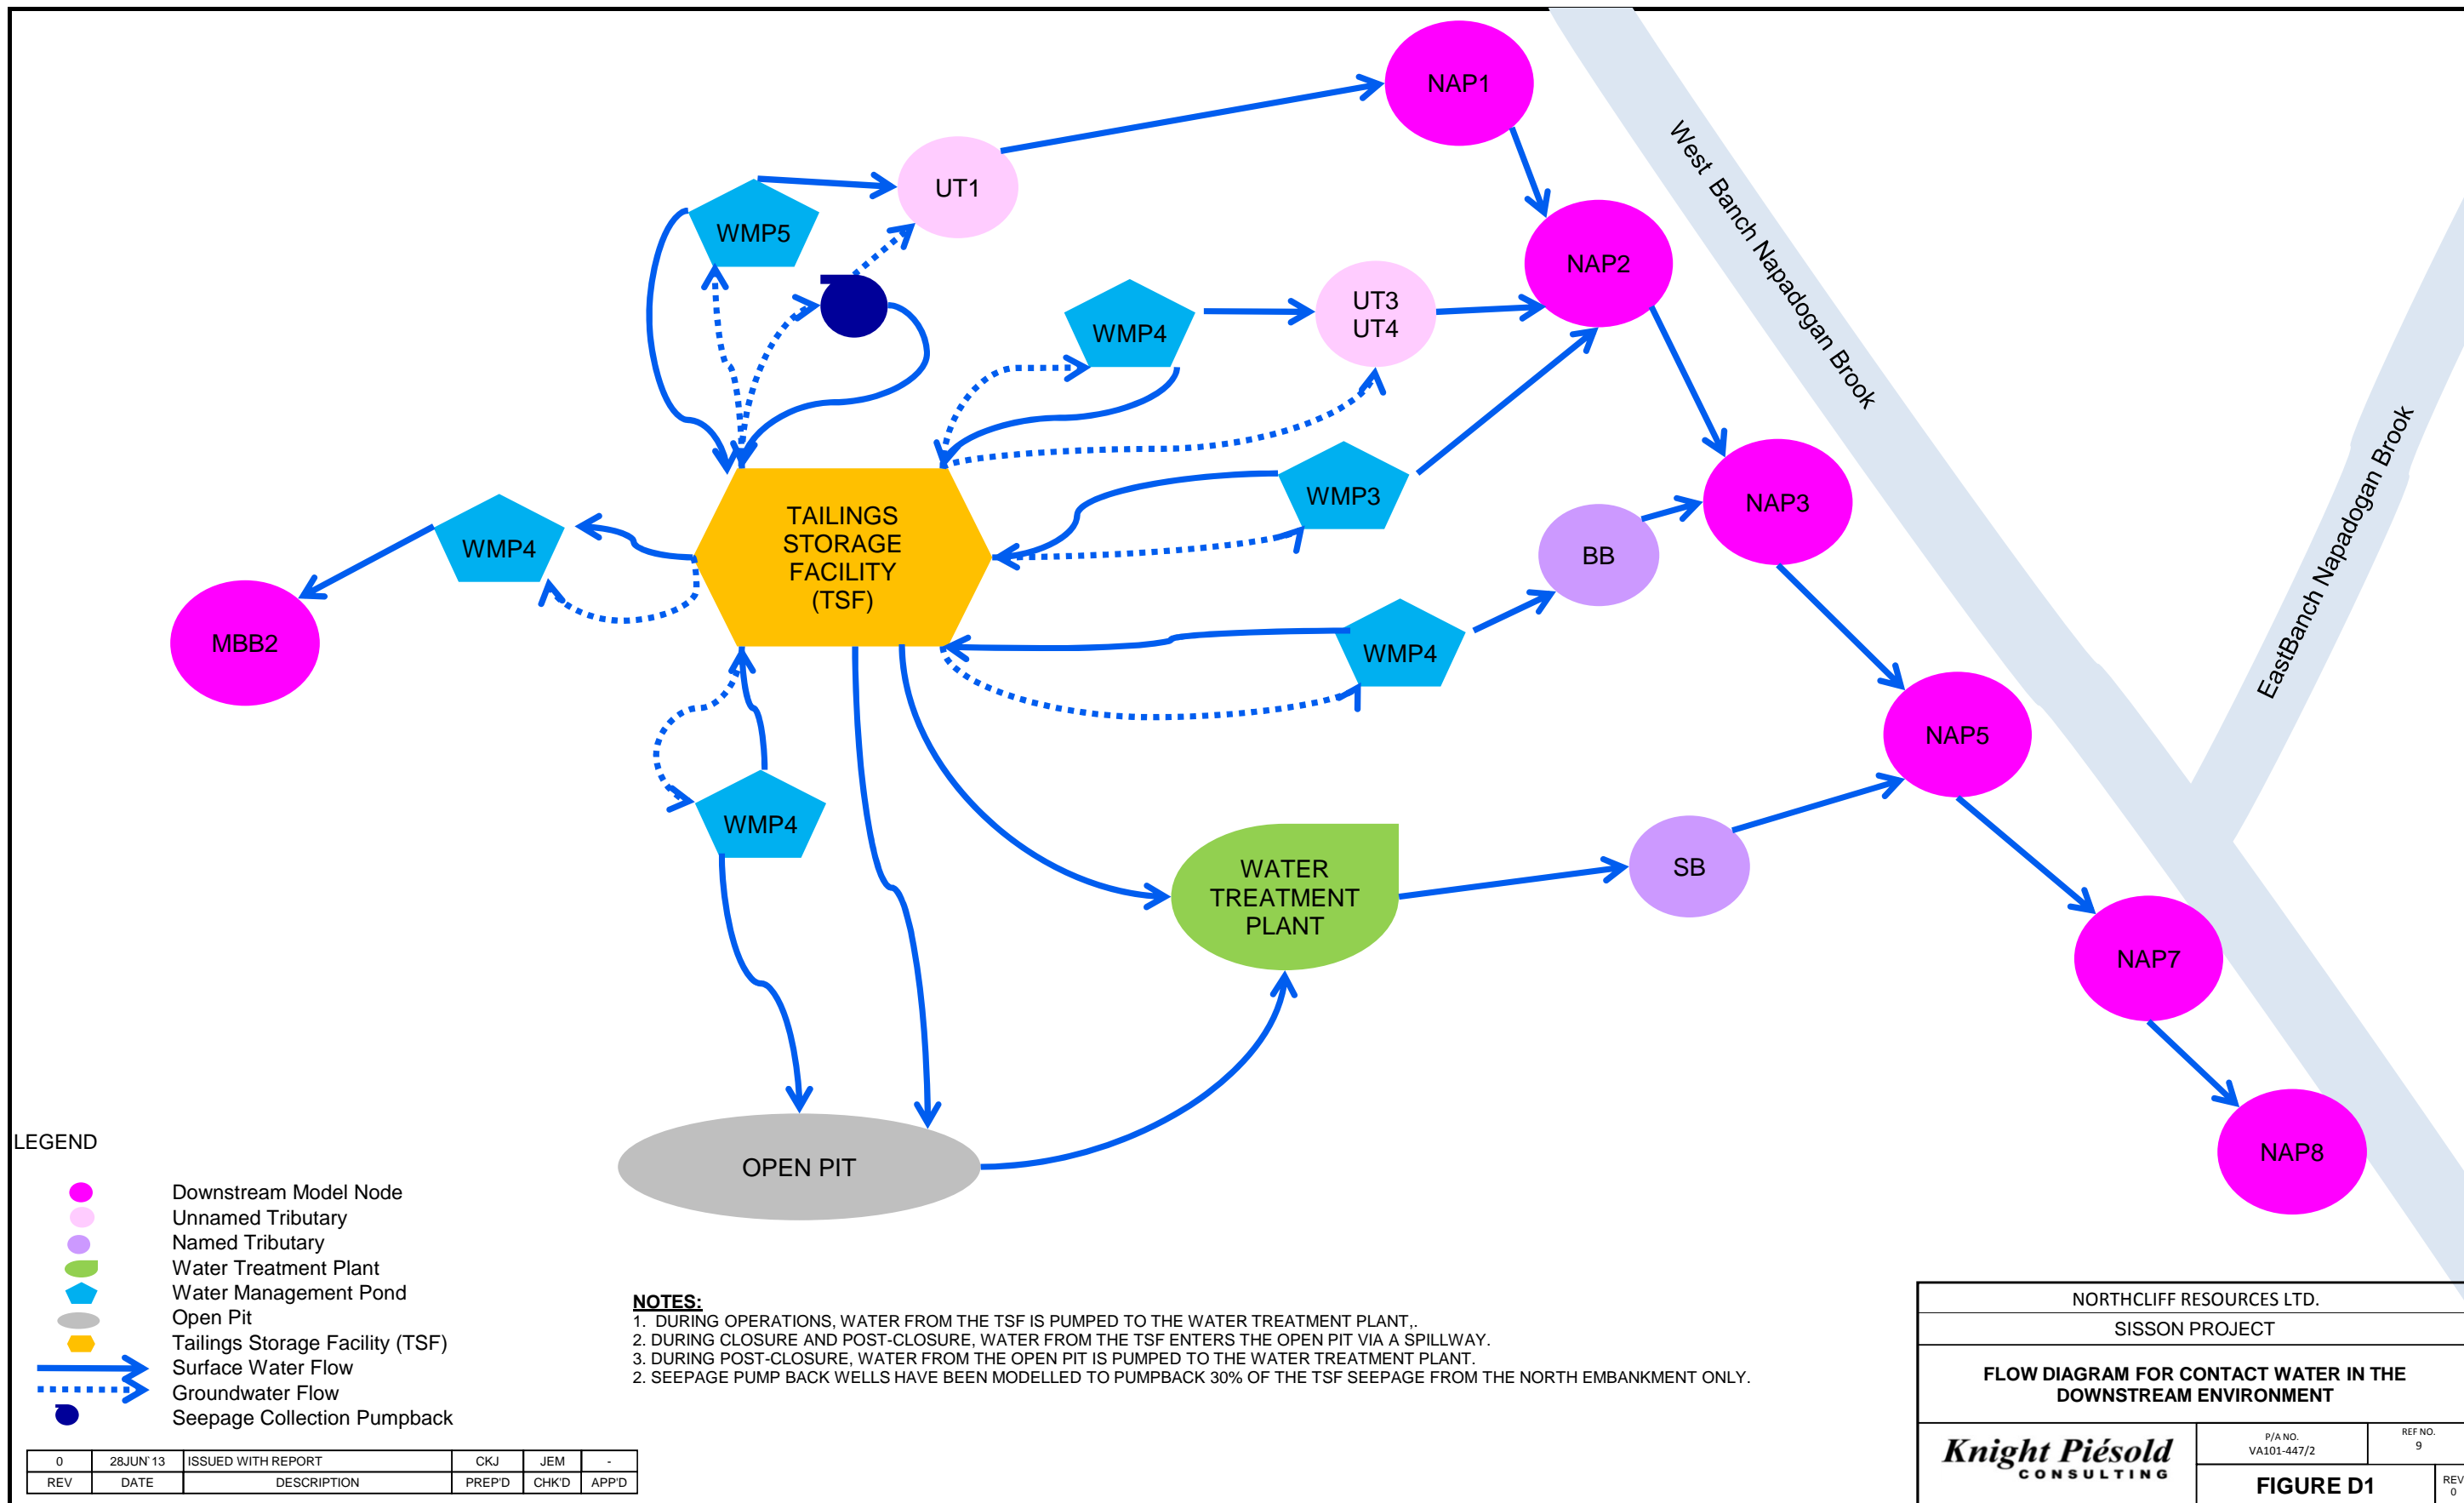 NAP1
UT1
WMP5
NAP2
West Banch Napadogan Brook
UT3
UT4
WMP4
EastBanch Napadogan Brook
WMP3
NAP3
TAILINGS
STORAGE
FACILITY
(TSF)
WMP4
BB
MBB2
WMP4
NAP5
WMP4
WATER
TREATMENT
PLANT
SB
NAP7
OPEN PIT
NAP8
LEGEND
Downstream Model Node
Unnamed Tributary
Named Tributary
Water Treatment Plant
Water Management Pond
Open Pit
Tailings Storage Facility (TSF)
Surface Water Flow
Groundwater Flow
Seepage Collection Pumpback
NOTES:
1. DURING OPERATIONS, WATER FROM THE TSF IS PUMPED TO THE WATER TREATMENT PLANT,.
2. DURING CLOSURE AND POST-CLOSURE, WATER FROM THE TSF ENTERS THE OPEN PIT VIA A SPILLWAY.
3. DURING POST-CLOSURE, WATER FROM THE OPEN PIT IS PUMPED TO THE WATER TREATMENT PLANT.
2. SEEPAGE PUMP BACK WELLS HAVE BEEN MODELLED TO PUMPBACK 30% OF THE TSF SEEPAGE FROM THE NORTH EMBANKMENT ONLY.
0 28JUN`13 ISSUED WITH REPORT CKJ JEM -
REV DATE DESCRIPTION PREP'D CHK'D APP'D
NORTHCLIFF RESOURCES LTD.
SISSON PROJECT
FLOW DIAGRAM FOR CONTACT WATER IN THE
DOWNSTREAM ENVIRONMENT
Knight Piésold
CONSULTING
P/A NO.
VA101-447/2
REF NO.
9
FIGURE D1
REV
0